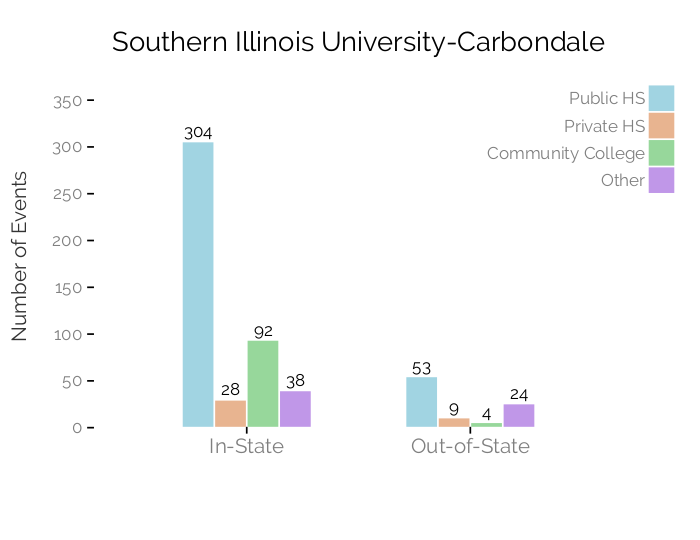 Southern Illinois University-Carbondale
Number of Events
350
300
250
200
150
100
50
0
Public HS
Private HS
Community College
Other
304
28
92
38
53
9
4
24
In-State
Out-of-State